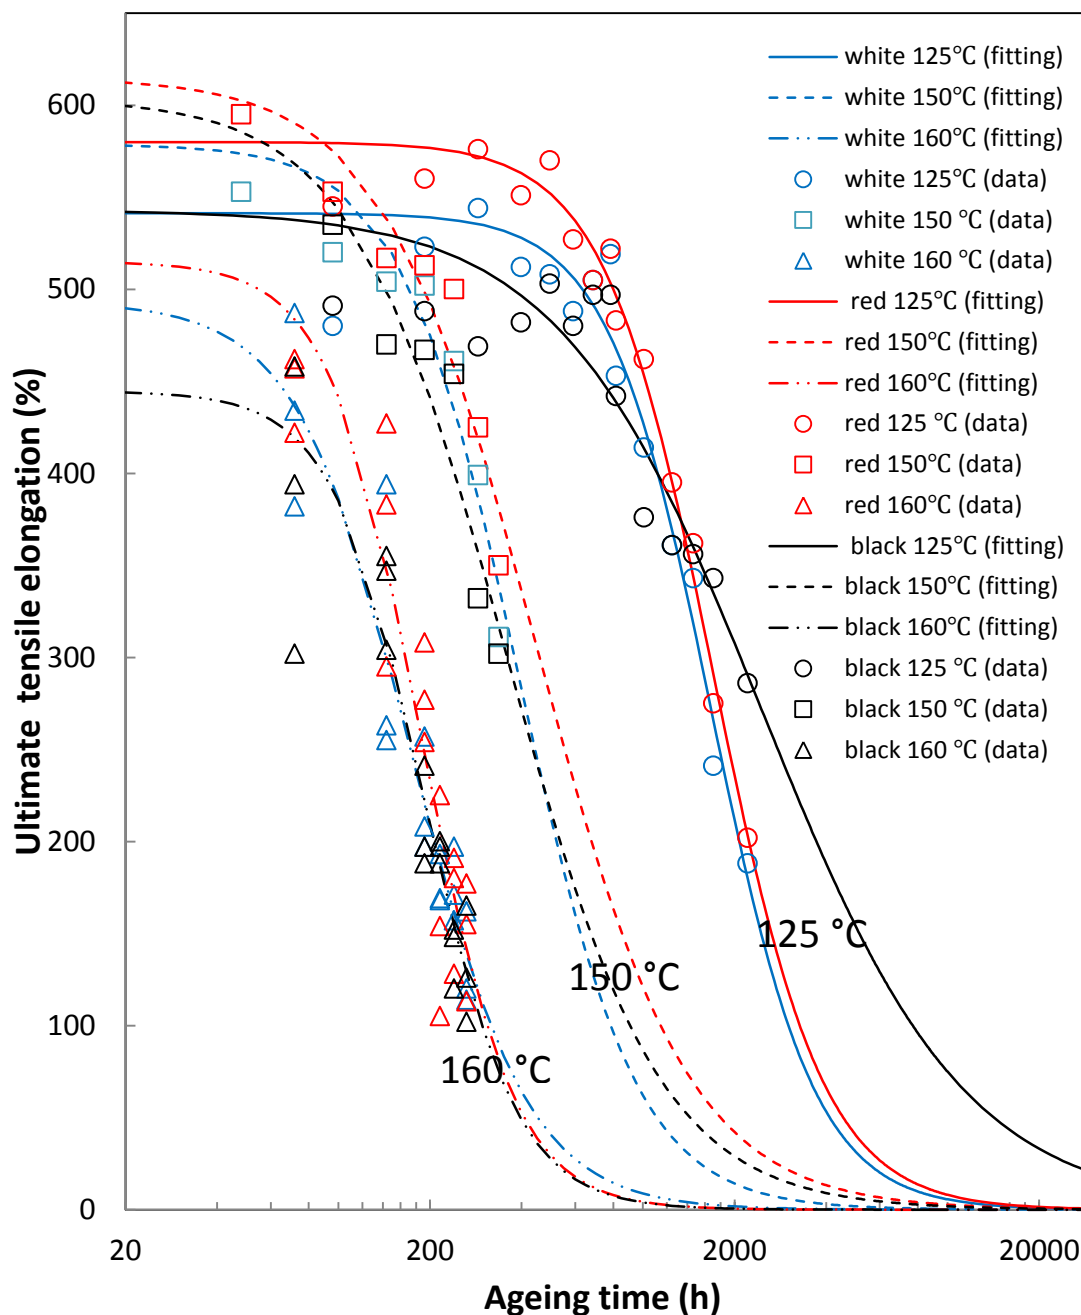 600
500
400
300
200
100
0
20
200
2000
20000
Ultimate tensile elongation (%)
Ageing time (h)
white 125℃ (fitting)
white 150℃ (fitting)
white 160℃ (fitting)
white 125℃ (data)
white 150 ℃ (data)
white 160 ℃ (data)
red 125℃ (fitting)
red 150℃ (fitting)
red 160℃ (fitting)
red 125 ℃ (data)
red 150℃ (data)
red 160℃ (data)
black 125℃ (fitting)
black 150℃ (fitting)
black 160℃ (fitting)
black 125 ℃ (data)
black 150 ℃ (data)
black 160 ℃ (data)
125 °C
150 °C
160 °C